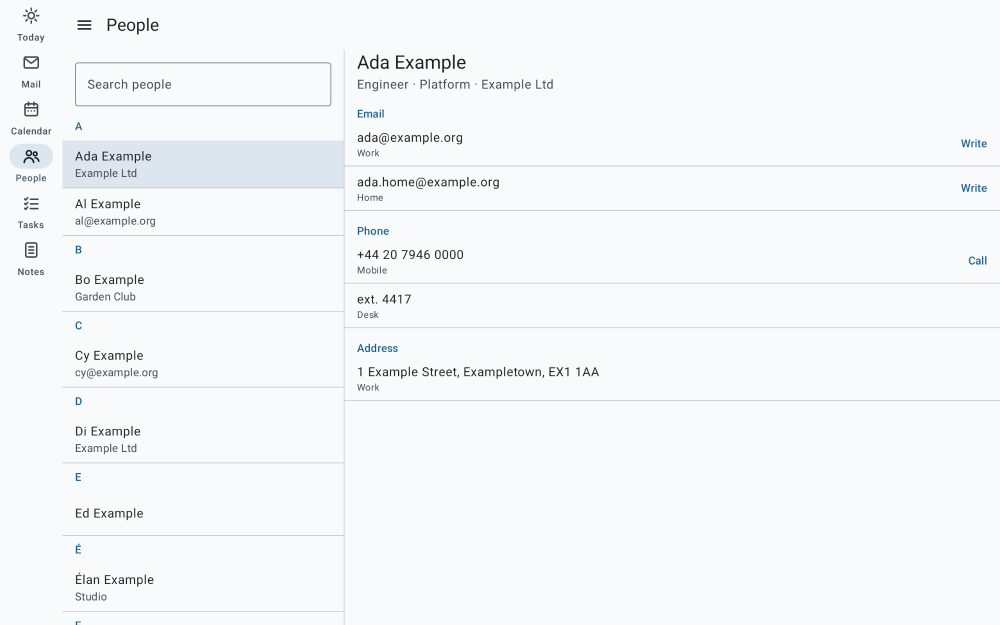 Today
Mail
Calendar
People
Tasks
Notes
People
Search people
A
Ada Example
Example Ltd
Al Example
al@example.org
B
Bo Example
Garden Club
C
Cy Example
cy@example.org
D
Di Example
Example Ltd
E
Ed Example
É
Élan Example
Studio
Ada Example
Engineer · Platform · Example Ltd
Email
ada@example.org
Work
Write
ada.home@example.org
Home
Write
Phone
+44 20 7946 0000
Mobile
Call
ext. 4417
Desk
Address
1 Example Street, Exampletown, EX1 1AA
Work